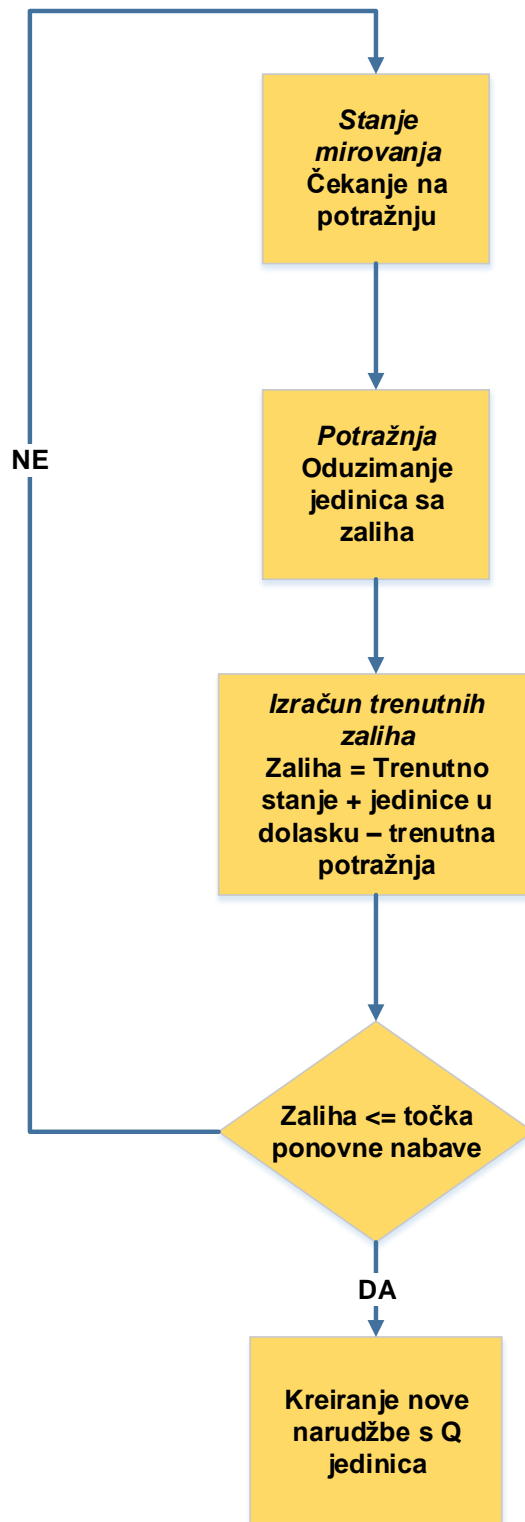 Stanje
mirovanja
Čekanje na
potražnju
Potražnja
Oduzimanje
jedinica sa
zaliha
NE
Izračun trenutnih
zaliha
Zaliha = Trenutno
stanje + jedinice u
dolasku – trenutna
potražnja
Zaliha <= točka
ponovne nabave
DA
Kreiranje nove
narudžbe s Q
jedinica